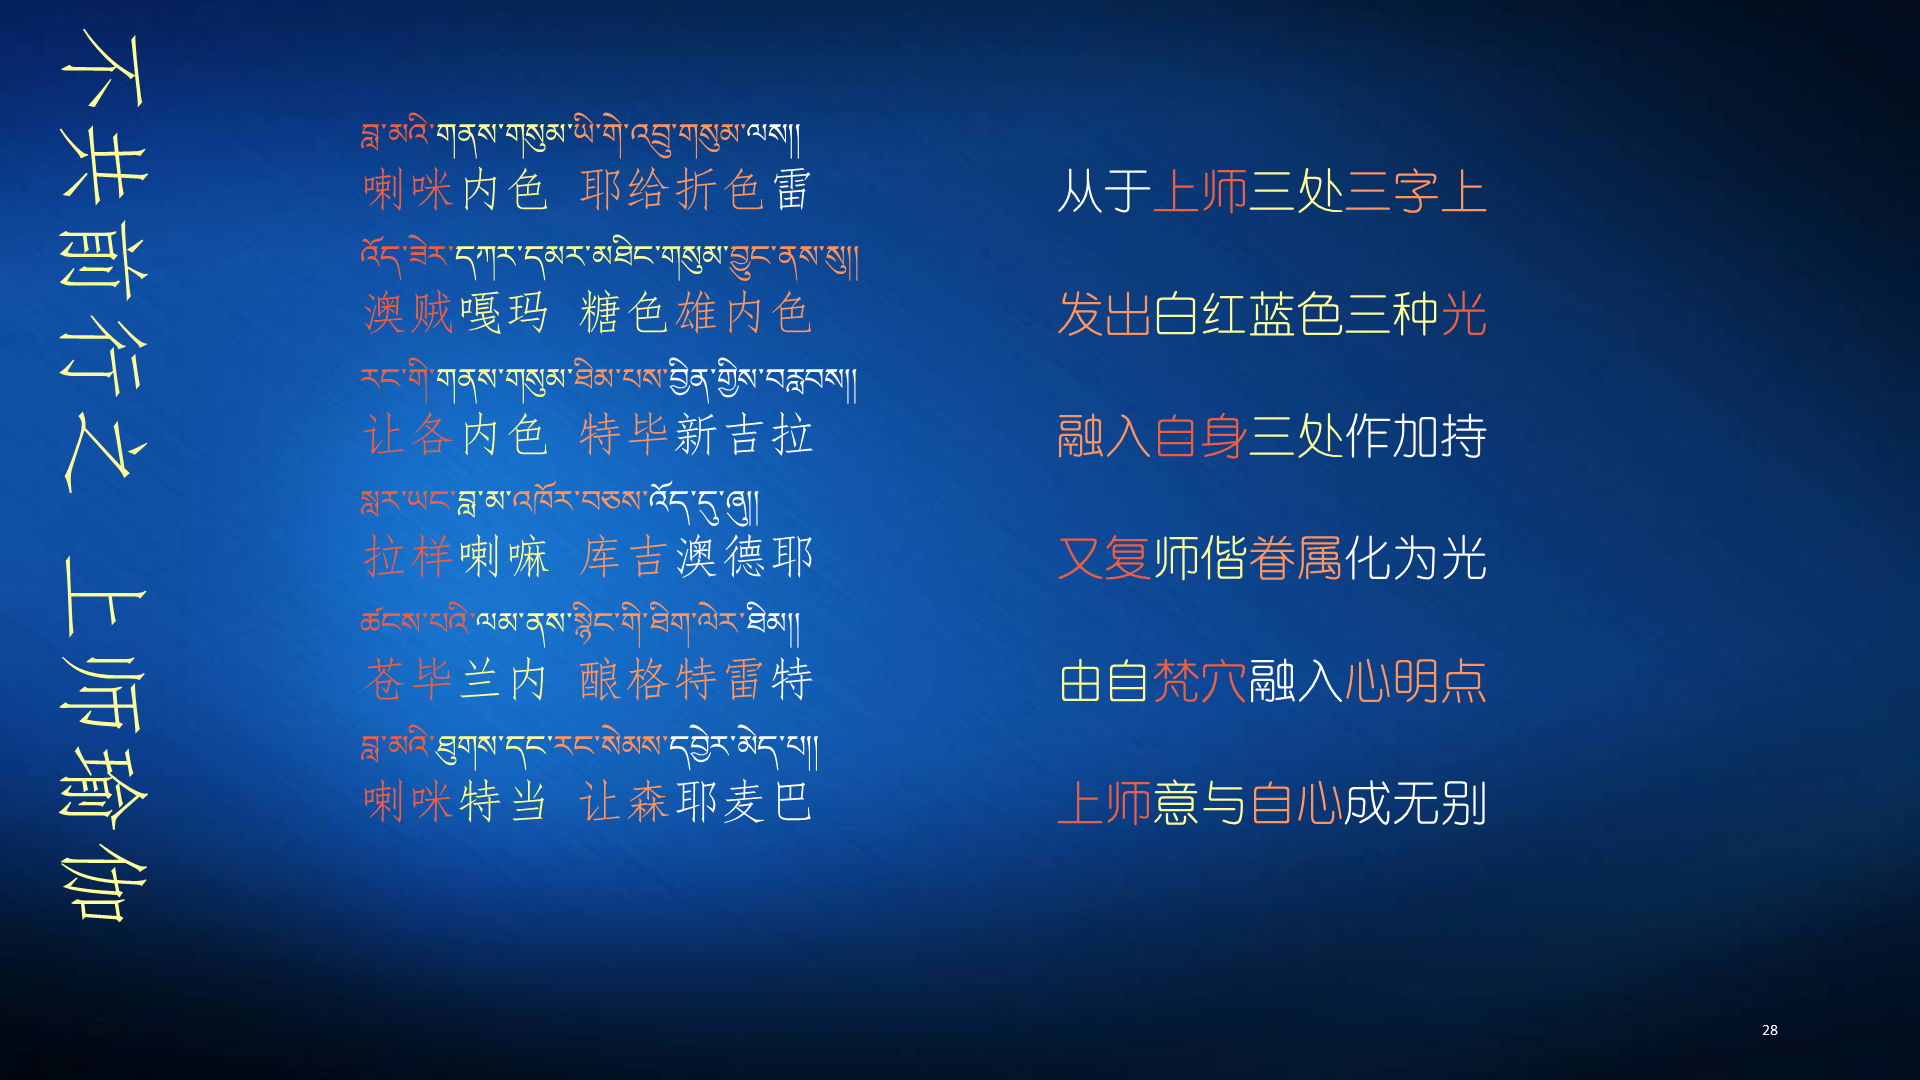 不共前行之 上师瑜伽
བླ་མའི་གནས་གསུམ་ཡི་གེ་འབྲུ་གསུམ་ལས།།
喇咪内色 耶给折色雷
从于上师三处三字上
འོད་ཟེར་དཀར་དམར་མཐིང་གསུམ་བྱུང་ནས་སུ།།
澳贼嘎玛 糖色雄内色
发出白红蓝色三种光
རང་གི་གནས་གསུམ་ཐིམ་པས་བྱིན་གྱིས་བརླབས།།
让各内色 特毕新吉拉
融入自身三处作加持
སླར་ཡང་བླ་མ་འཁོར་བཅས་འོད་དུ་ཞུ།།
拉样喇嘛 库吉澳德耶
又复师偕眷属化为光
ཚངས་པའི་ལམ་ནས་སྙིང་གི་ཐིག་ལེར་ཐིམ།།
苍毕兰内 酿格特雷特
由自梵穴融入心明点
བླ་མའི་ཐུགས་དང་རང་སེམས་དབྱེར་མེད་པ།།
喇咪特当 让森耶麦巴
上师意与自心成无别
28